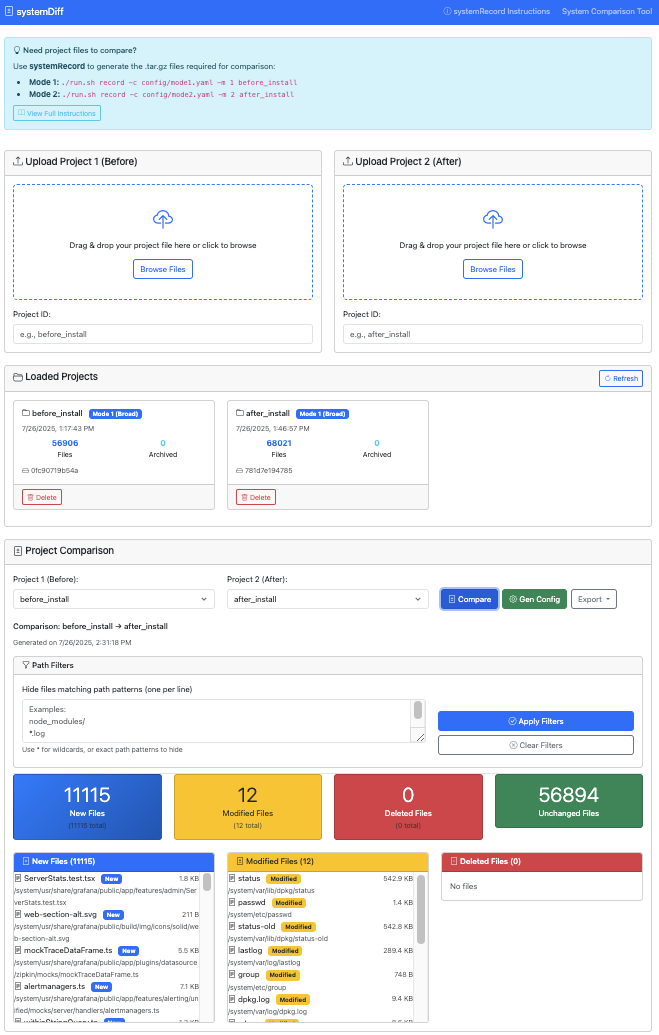 systemDiff
systemRecord Instructions System Comparison Tool
Need project files to compare?
Use systemRecord to generate the .tar.gz files required for comparison:
• Mode 1: ./run.sh record -c config/mode1.yaml -m 1 before_install
• Mode 2: ./run.sh record -c config/mode2.yaml -m 2 after_install
View Full Instructions
Upload Project 1 (Before)
Drag & drop your project file here or click to browse
Browse Files
Project ID:
e.g., before_install
Upload Project 2 (After)
Drag & drop your project file here or click to browse
Browse Files
Project ID:
e.g., after_install
Loaded Projects
Refresh
before_install Mode 1 (Broad)
7/26/2025, 1:17:43 PM
56906 0
Files Archived
0fc90719b54a
Delete
after_install Mode 1 (Broad)
7/26/2025, 1:46:57 PM
68021 0
Files Archived
781d7e194785
Delete
Project Comparison
Project 1 (Before):
before_install
Project 2 (After):
after_install
Compare Gen Config Export
Comparison: before_install → after_install
Generated on 7/26/2025, 2:31:18 PM
Path Filters
Hide files matching path patterns (one per line)
Examples:
node_modules/
*.log
Use * for wildcards, or exact path patterns to hide
Apply Filters
Clear Filters
11115
New Files
(11115 total)
12
Modified Files
(12 total)
0
Deleted Files
(0 total)
56894
Unchanged Files
New Files (11115)
ServerStats.test.tsx New 1.8 KB
/system/usr/share/grafana/public/app/features/admin/Ser
verStats.test.tsx
web-section-alt.svg New 211 B
/system/usr/share/grafana/public/build/img/icons/solid/we
b-section-alt.svg
mockTraceDataFrame.ts New 5.5 KB
/system/usr/share/grafana/public/app/plugins/datasource
/zipkin/mocks/mockTraceDataFrame.ts
alertmanagers.ts New 7.1 KB
/system/usr/share/grafana/public/app/features/alerting/un
ified/mocks/server/handlers/alertmanagers.ts
Modified Files (12)
status Modified 542.9 KB
/system/var/lib/dpkg/status
passwd Modified 1.4 KB
/system/etc/passwd
status-old Modified 542.8 KB
/system/var/lib/dpkg/status-old
lastlog Modified 289.4 KB
/system/var/log/lastlog
group Modified 748 B
/system/etc/group
dpkg.log Modified 9.4 KB
/system/var/log/dpkg.log
Deleted Files (0)
No files